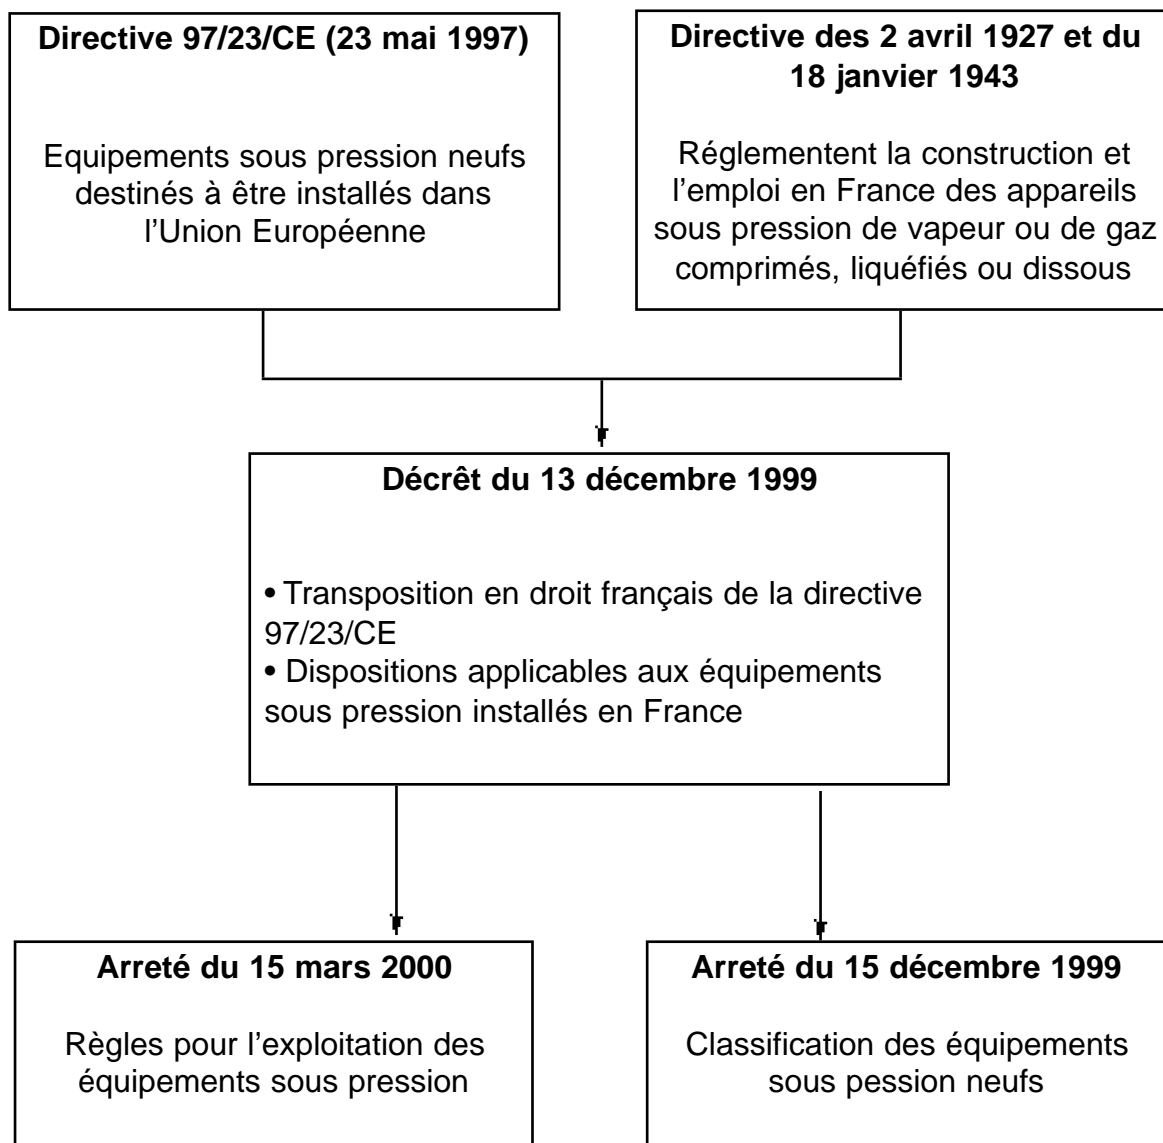 Directive 97/23/CE (23 mai 1997)
Equipements sous pression neufs
destinés à être installés dans
l’Union Européenne
Directive des 2 avril 1927 et du
18 janvier 1943
Réglementent la construction et
l’emploi en France des appareils
sous pression de vapeur ou de gaz
comprimés, liquéfiés ou dissous
Décrêt du 13 décembre 1999
• Transposition en droit français de la directive
97/23/CE
• Dispositions applicables aux équipements
sous pression installés en France
Arreté du 15 mars 2000
Règles pour l’exploitation des
équipements sous pression
Arreté du 15 décembre 1999
Classification des équipements
sous pession neufs